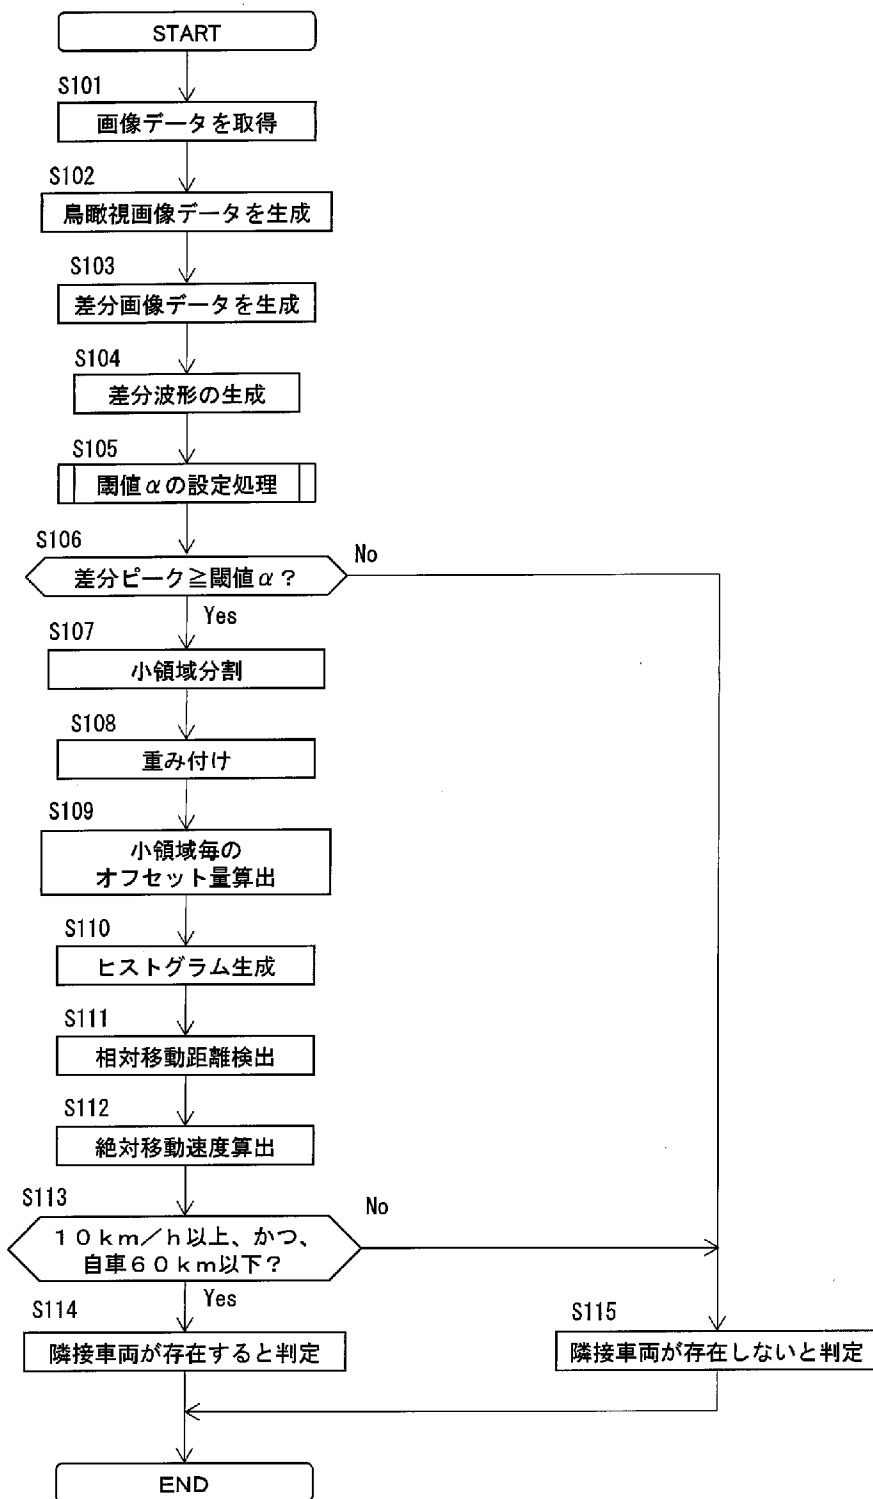 START
S101
画像データを取得
S102
鳥瞰視画像データを生成
S103
差分画像データを生成
S104
差分波形の生成
S105
閾値αの設定処理
S106
差分ピーク≧閾値α?
No
Yes
S107
小領域分割
S108
重み付け
S109
小領域毎の
オフセット量算出
S110
ヒストグラム生成
S111
相対移動距離検出
S112
絶対移動速度算出
S113
10km/h以上、かつ、
自車60km以下?
No
Yes
S114
隣接車両が存在すると判定
S115
隣接車両が存在しないと判定
END